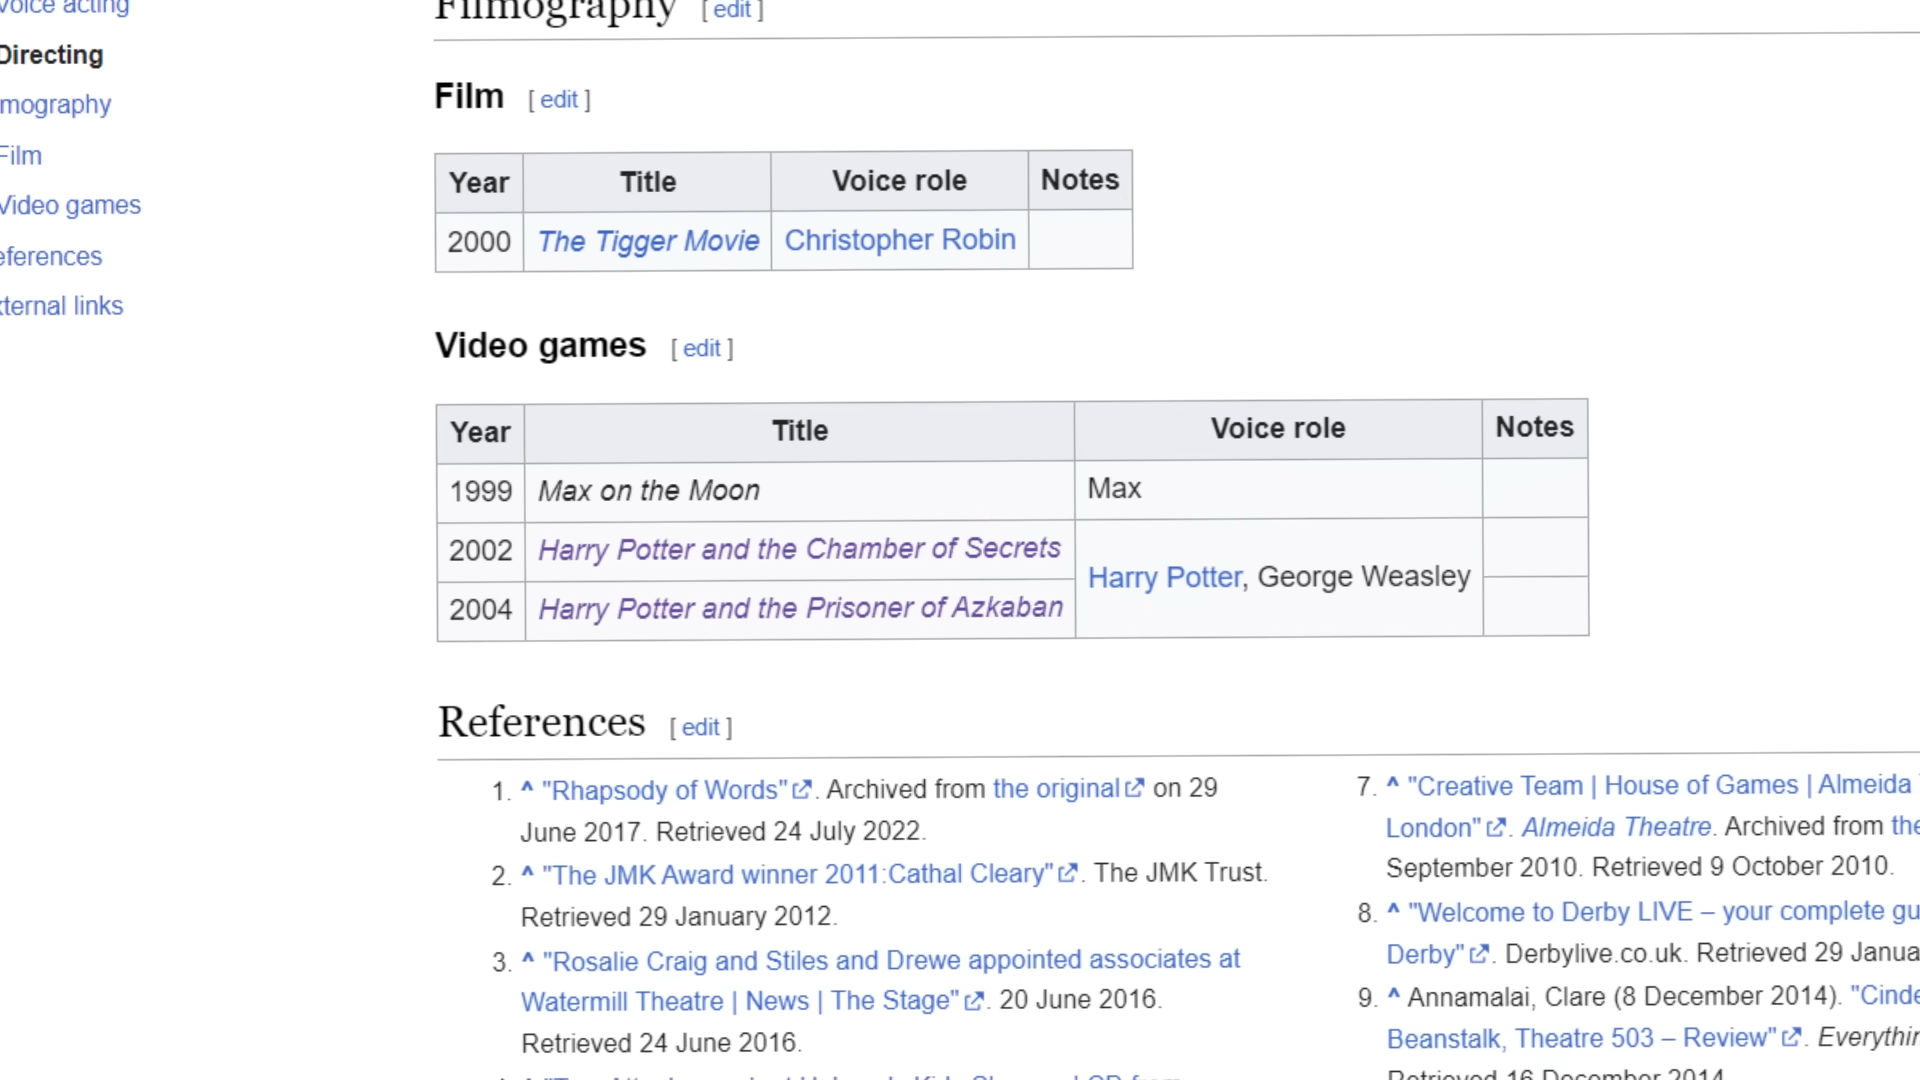 Voice acting
Directing
mography
Film
Video games
eferences
xternal links
Filmography [ edit ]
Film [ edit ]
Year Title Voice role Notes
2000 The Tigger Movie Christopher Robin
Video games [ edit ]
Year Title Voice role Notes
1999 Max on the Moon Max
2002 Harry Potter and the Chamber of Secrets
Harry Potter, George Weasley
2004 Harry Potter and the Prisoner of Azkaban
References [ edit ]
1. ^ "Rhapsody of Words". Archived from the original on 29
June 2017. Retrieved 24 July 2022.
2. ^ "The JMK Award winner 2011:Cathal Cleary". The JMK Trust.
Retrieved 29 January 2012.
3. ^ "Rosalie Craig and Stiles and Drewe appointed associates at
Watermill Theatre | News | The Stage". 20 June 2016.
Retrieved 24 June 2016.
7. ^ "Creative Team | House of Games | Almeida
London". Almeida Theatre. Archived from the
September 2010. Retrieved 9 October 2010.
8. ^ "Welcome to Derby LIVE – your complete gu
Derby". Derbylive.co.uk. Retrieved 29 Janua
9. ^ Annamalai, Clare (8 December 2014). "Cinde
Beanstalk, Theatre 503 – Review". Everythin
Retrieved 16 December 2014